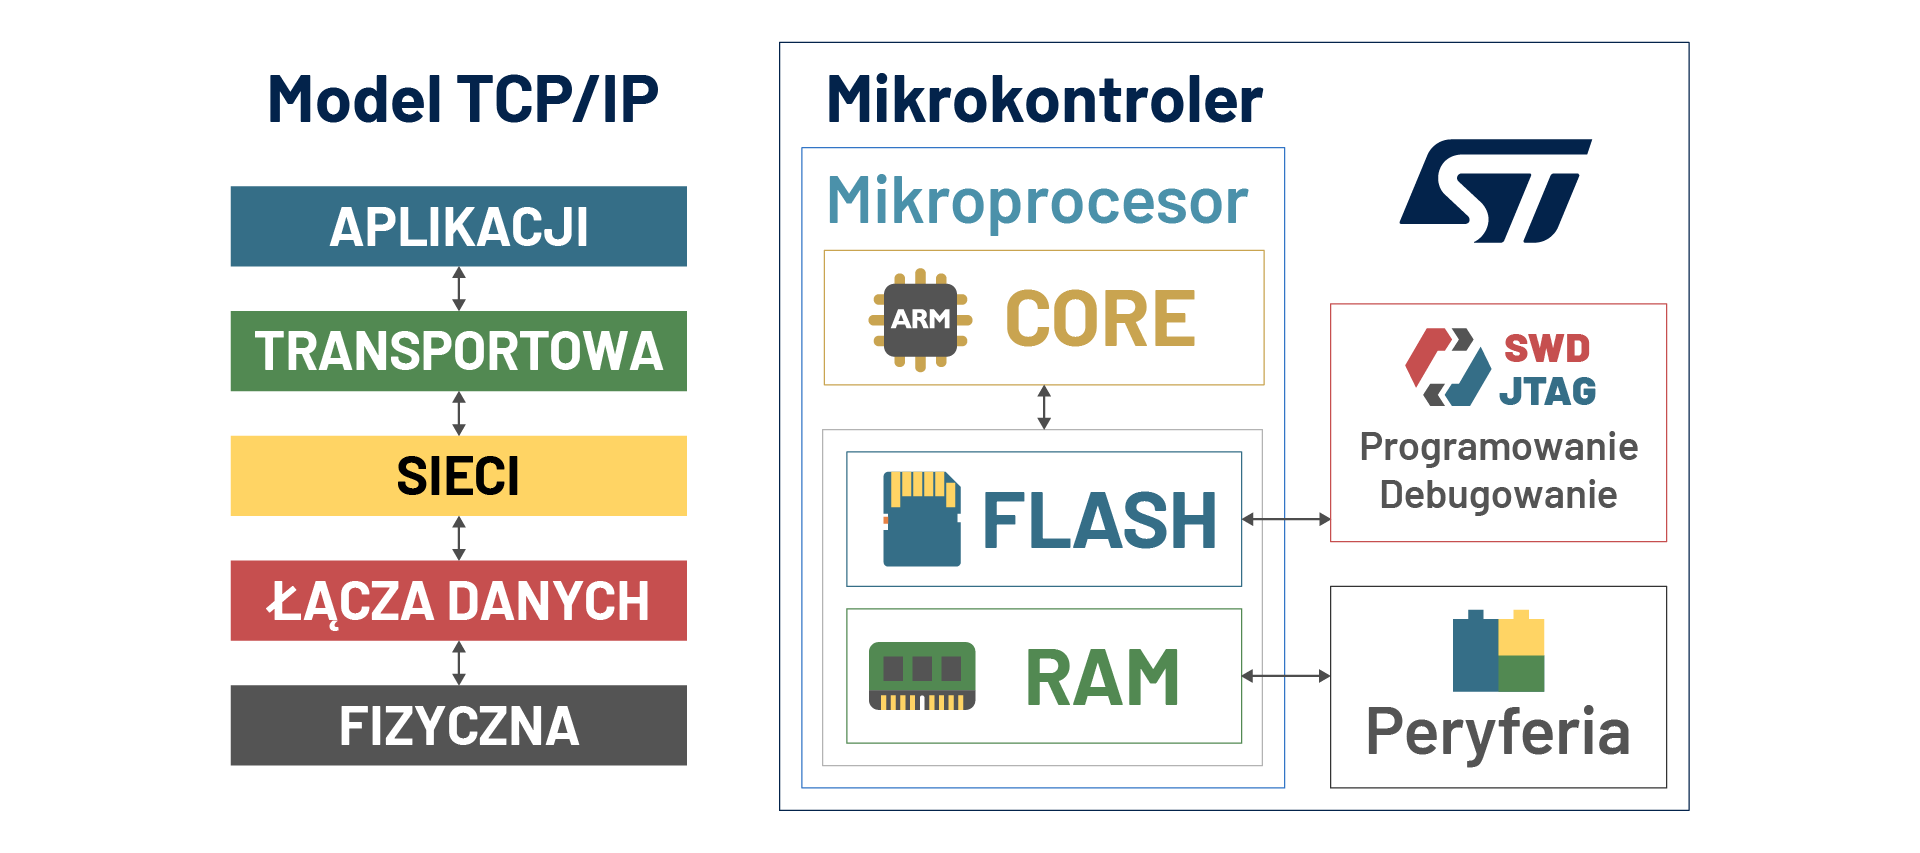 Model TCP/IP
APLIKACJI
TRANSPORTOWA
SIECI
ŁĄCZA DANYCH
FIZYCZNA
Mikrokontroler
ST
Mikroprocesor
ARM
CORE
FLASH
RAM
SWD
JTAG
Programowanie
Debugowanie
Peryferia